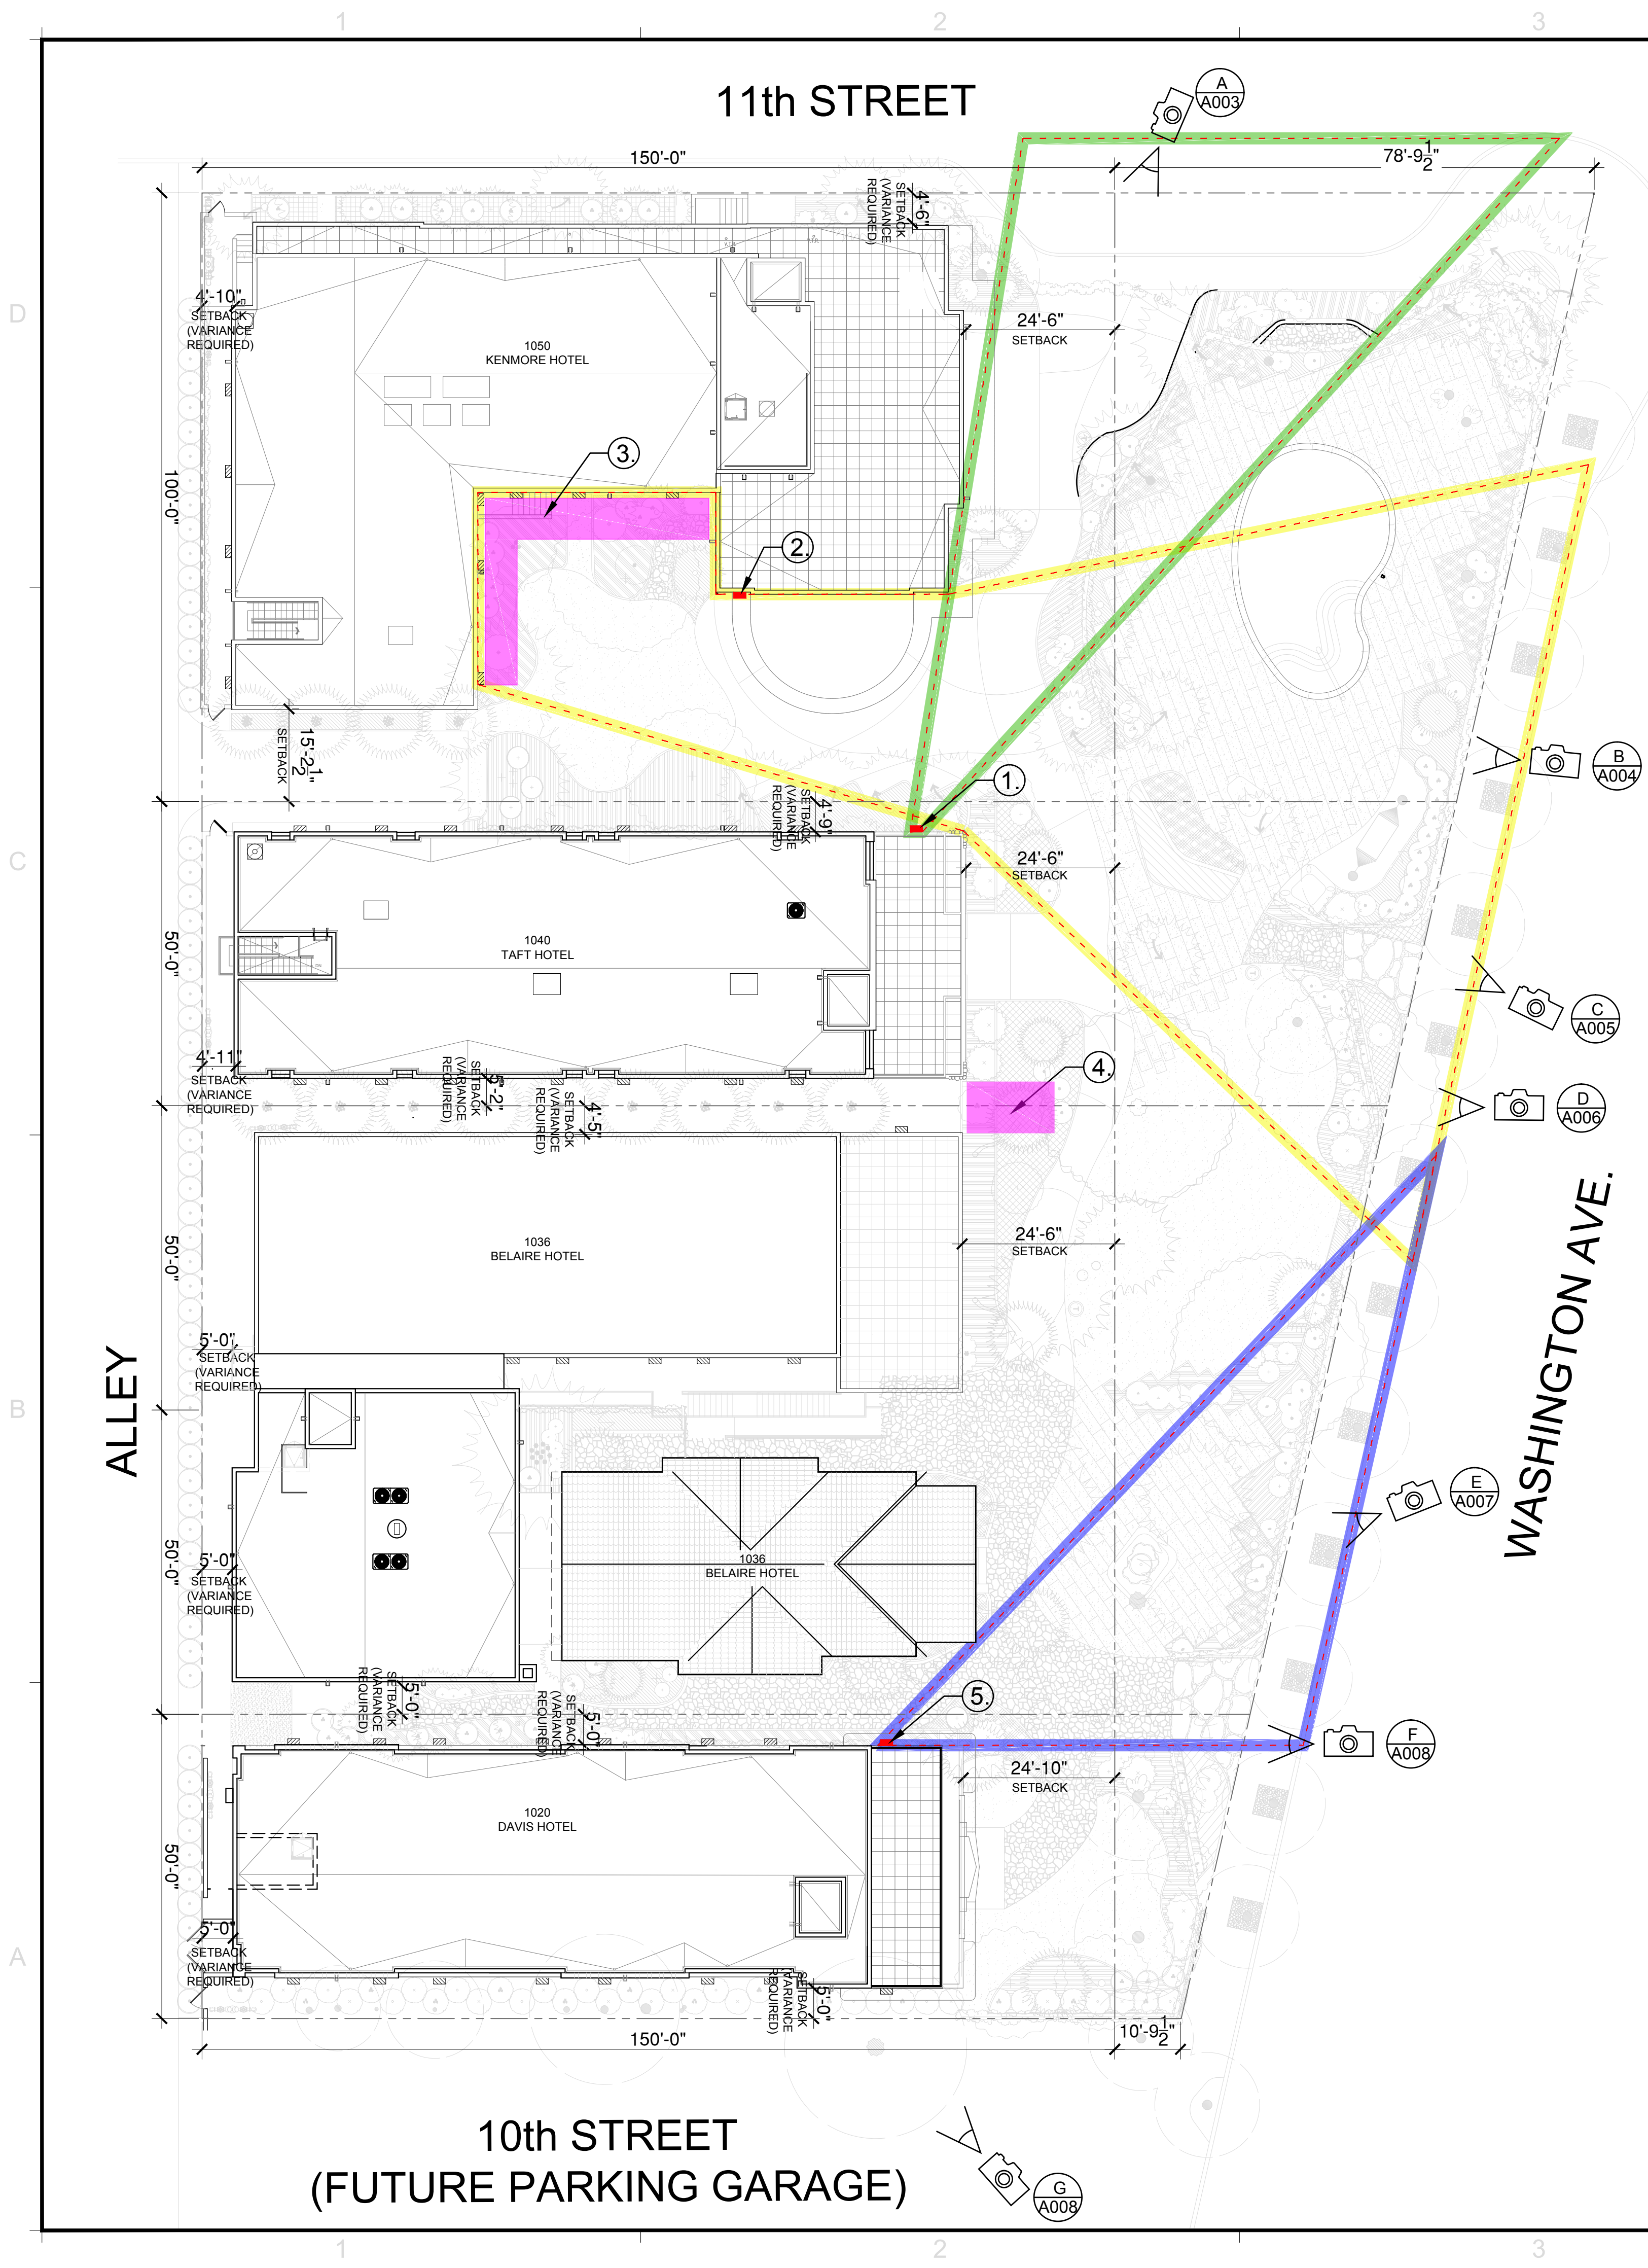 1
2
3
11th STREET
A
A003
150'-0"
78'-9 1/2"
4'-6"
SETBACK
(VARIANCE
REQUIRED)
D
4'-10"
SETBACK
(VARIANCE
REQUIRED)
24'-6"
SETBACK
1050
KENMORE HOTEL
3.
100'-0"
2.
15'-2 1/2"
SETBACK
B
A004
1.
4'-9"
SETBACK
(VARIANCE
REQUIRED)
C
24'-6"
SETBACK
1040
TAFT HOTEL
50'-0"
C
A005
4'-11"
SETBACK
(VARIANCE
REQUIRED)
5'-2"
SETBACK
(VARIANCE
REQUIRED)
4'-5"
SETBACK
(VARIANCE
REQUIRED)
4.
D
A006
WASHINGTON AVE.
24'-6"
SETBACK
1036
BELAIRE HOTEL
50'-0"
5'-0"
SETBACK
(VARIANCE
REQUIRED)
ALLEY
B
E
A007
50'-0"
5'-0"
SETBACK
(VARIANCE
REQUIRED)
1036
BELAIRE HOTEL
5'-0"
SETBACK
(VARIANCE
REQUIRED)
5'-0"
SETBACK
(VARIANCE
REQUIRED)
5.
F
A008
24'-10"
SETBACK
1020
DAVIS HOTEL
50'-0"
A
5'-0"
SETBACK
(VARIANCE
REQUIRED)
5'-0"
SETBACK
(VARIANCE
REQUIRED)
150'-0"
10'-9 1/2"
10th STREET
(FUTURE PARKING GARAGE)
G
A008
1
2
3